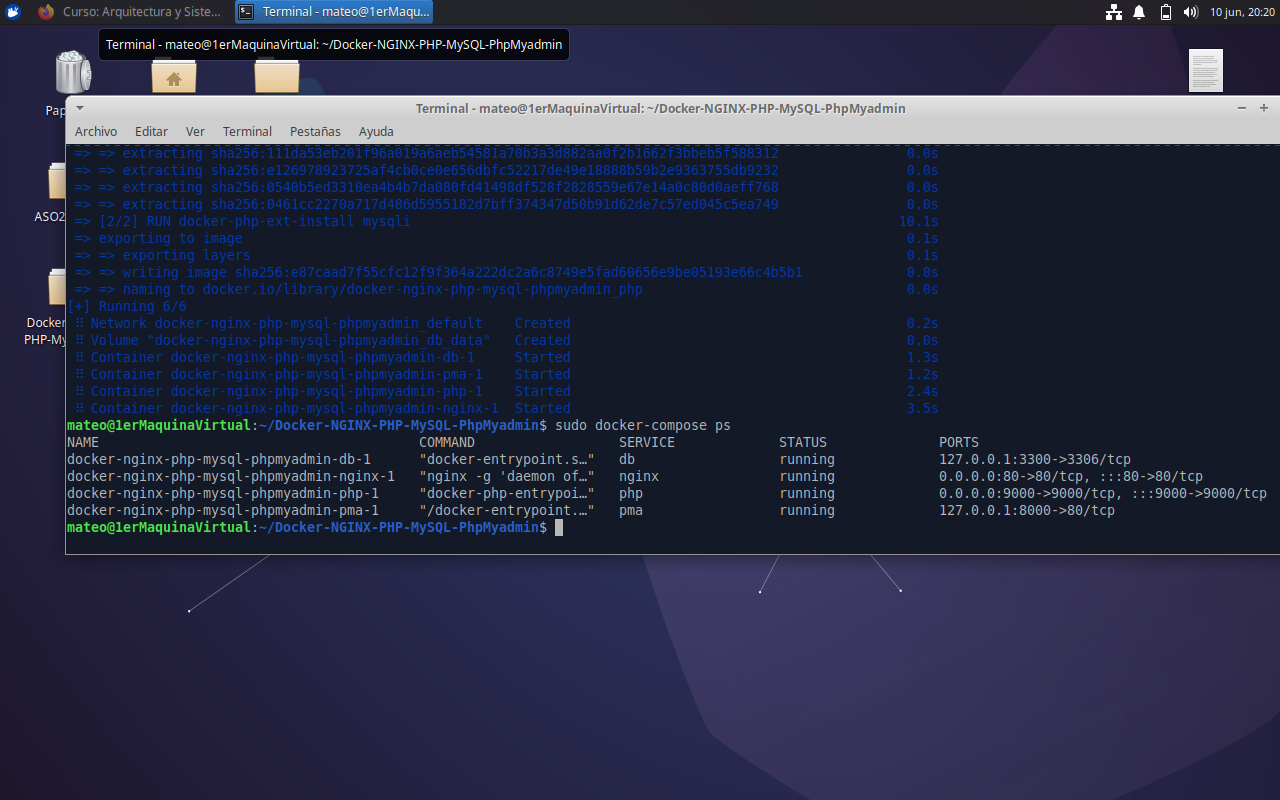 Curso: Arquitectura y Siste...
Terminal - mateo@1erMaqu...
10 jun, 20:20
Terminal - mateo@1erMaquinaVirtual: ~/Docker-NGINX-PHP-MySQL-PhpMyadmin
Pap
ASO2
Docker
PHP-My
Terminal - mateo@1erMaquinaVirtual: ~/Docker-NGINX-PHP-MySQL-PhpMyadmin
Archivo Editar Ver Terminal Pestañas Ayuda
=> => extracting sha256:111da53eb201f96a019a6aeb54581a70b3a3d882aa0f2b1662f3bbeb5f588312 0.0s
=> => extracting sha256:e126978923725af4cb0ce0e656dbfc52217de49e18888b59b2e9363755db9232 0.0s
=> => extracting sha256:0540b5ed3310ea4b4b7da080fd41498df528f2828559e67e14a0c80d0aeff768 0.0s
=> => extracting sha256:0461cc2270a717d486d5955182d7bff374347d50b91d62de7c57ed045c5ea749 0.0s
=> [2/2] RUN docker-php-ext-install mysqli 10.1s
=> exporting to image 0.1s
=> => exporting layers 0.1s
=> => writing image sha256:e87caad7f55cfc12f9f364a222dc2a6c8749e5fad60656e9be05193e66c4b5b1 0.0s
=> => naming to docker.io/library/docker-nginx-php-mysql-phpmyadmin_php 0.0s
[+] Running 6/6
⠿ Network docker-nginx-php-mysql-phpmyadmin_default Created 0.2s
⠿ Volume "docker-nginx-php-mysql-phpmyadmin_db_data" Created 0.0s
⠿ Container docker-nginx-php-mysql-phpmyadmin-db-1 Started 1.3s
⠿ Container docker-nginx-php-mysql-phpmyadmin-pma-1 Started 1.2s
⠿ Container docker-nginx-php-mysql-phpmyadmin-php-1 Started 2.4s
⠿ Container docker-nginx-php-mysql-phpmyadmin-nginx-1 Started 3.5s
mateo@1erMaquinaVirtual:~/Docker-NGINX-PHP-MySQL-PhpMyadmin$ sudo docker-compose ps
NAME COMMAND SERVICE STATUS PORTS
docker-nginx-php-mysql-phpmyadmin-db-1 "docker-entrypoint.s…" db running 127.0.0.1:3300->3306/tcp
docker-nginx-php-mysql-phpmyadmin-nginx-1 "nginx -g 'daemon of…" nginx running 0.0.0.0:80->80/tcp, :::80->80/tcp
docker-nginx-php-mysql-phpmyadmin-php-1 "docker-php-entrypoi…" php running 0.0.0.0:9000->9000/tcp, :::9000->9000/tcp
docker-nginx-php-mysql-phpmyadmin-pma-1 "/docker-entrypoint.…" pma running 127.0.0.1:8000->80/tcp
mateo@1erMaquinaVirtual:~/Docker-NGINX-PHP-MySQL-PhpMyadmin$